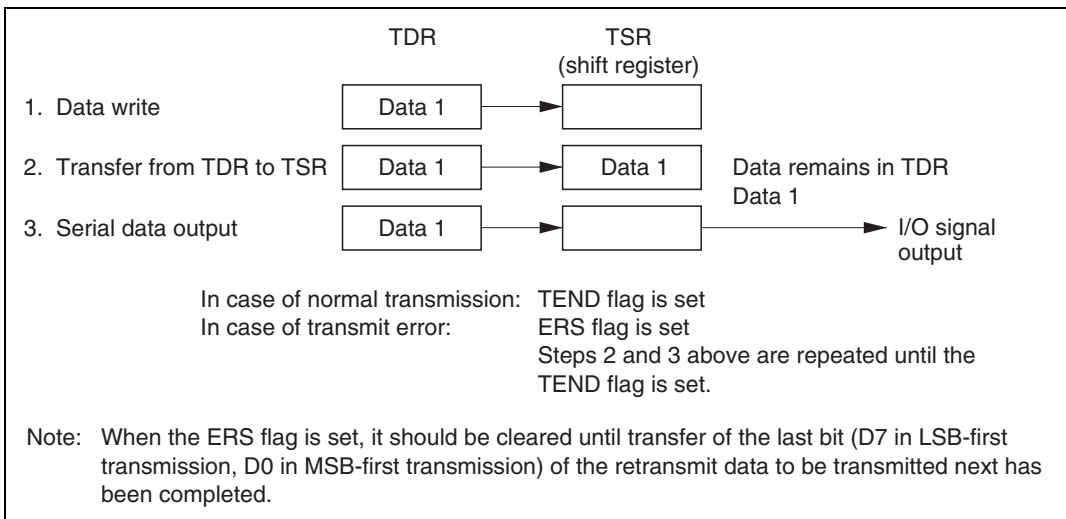 TDR TSR
(shift register)
1. Data write Data 1
2. Transfer from TDR to TSR Data 1 Data 1 Data remains in TDR
Data 1
3. Serial data output Data 1 I/O signal
output
In case of normal transmission: TEND flag is set
In case of transmit error: ERS flag is set
Steps 2 and 3 above are repeated until the
TEND flag is set.
Note: When the ERS flag is set, it should be cleared until transfer of the last bit (D7 in LSB-first
transmission, D0 in MSB-first transmission) of the retransmit data to be transmitted next has
been completed.